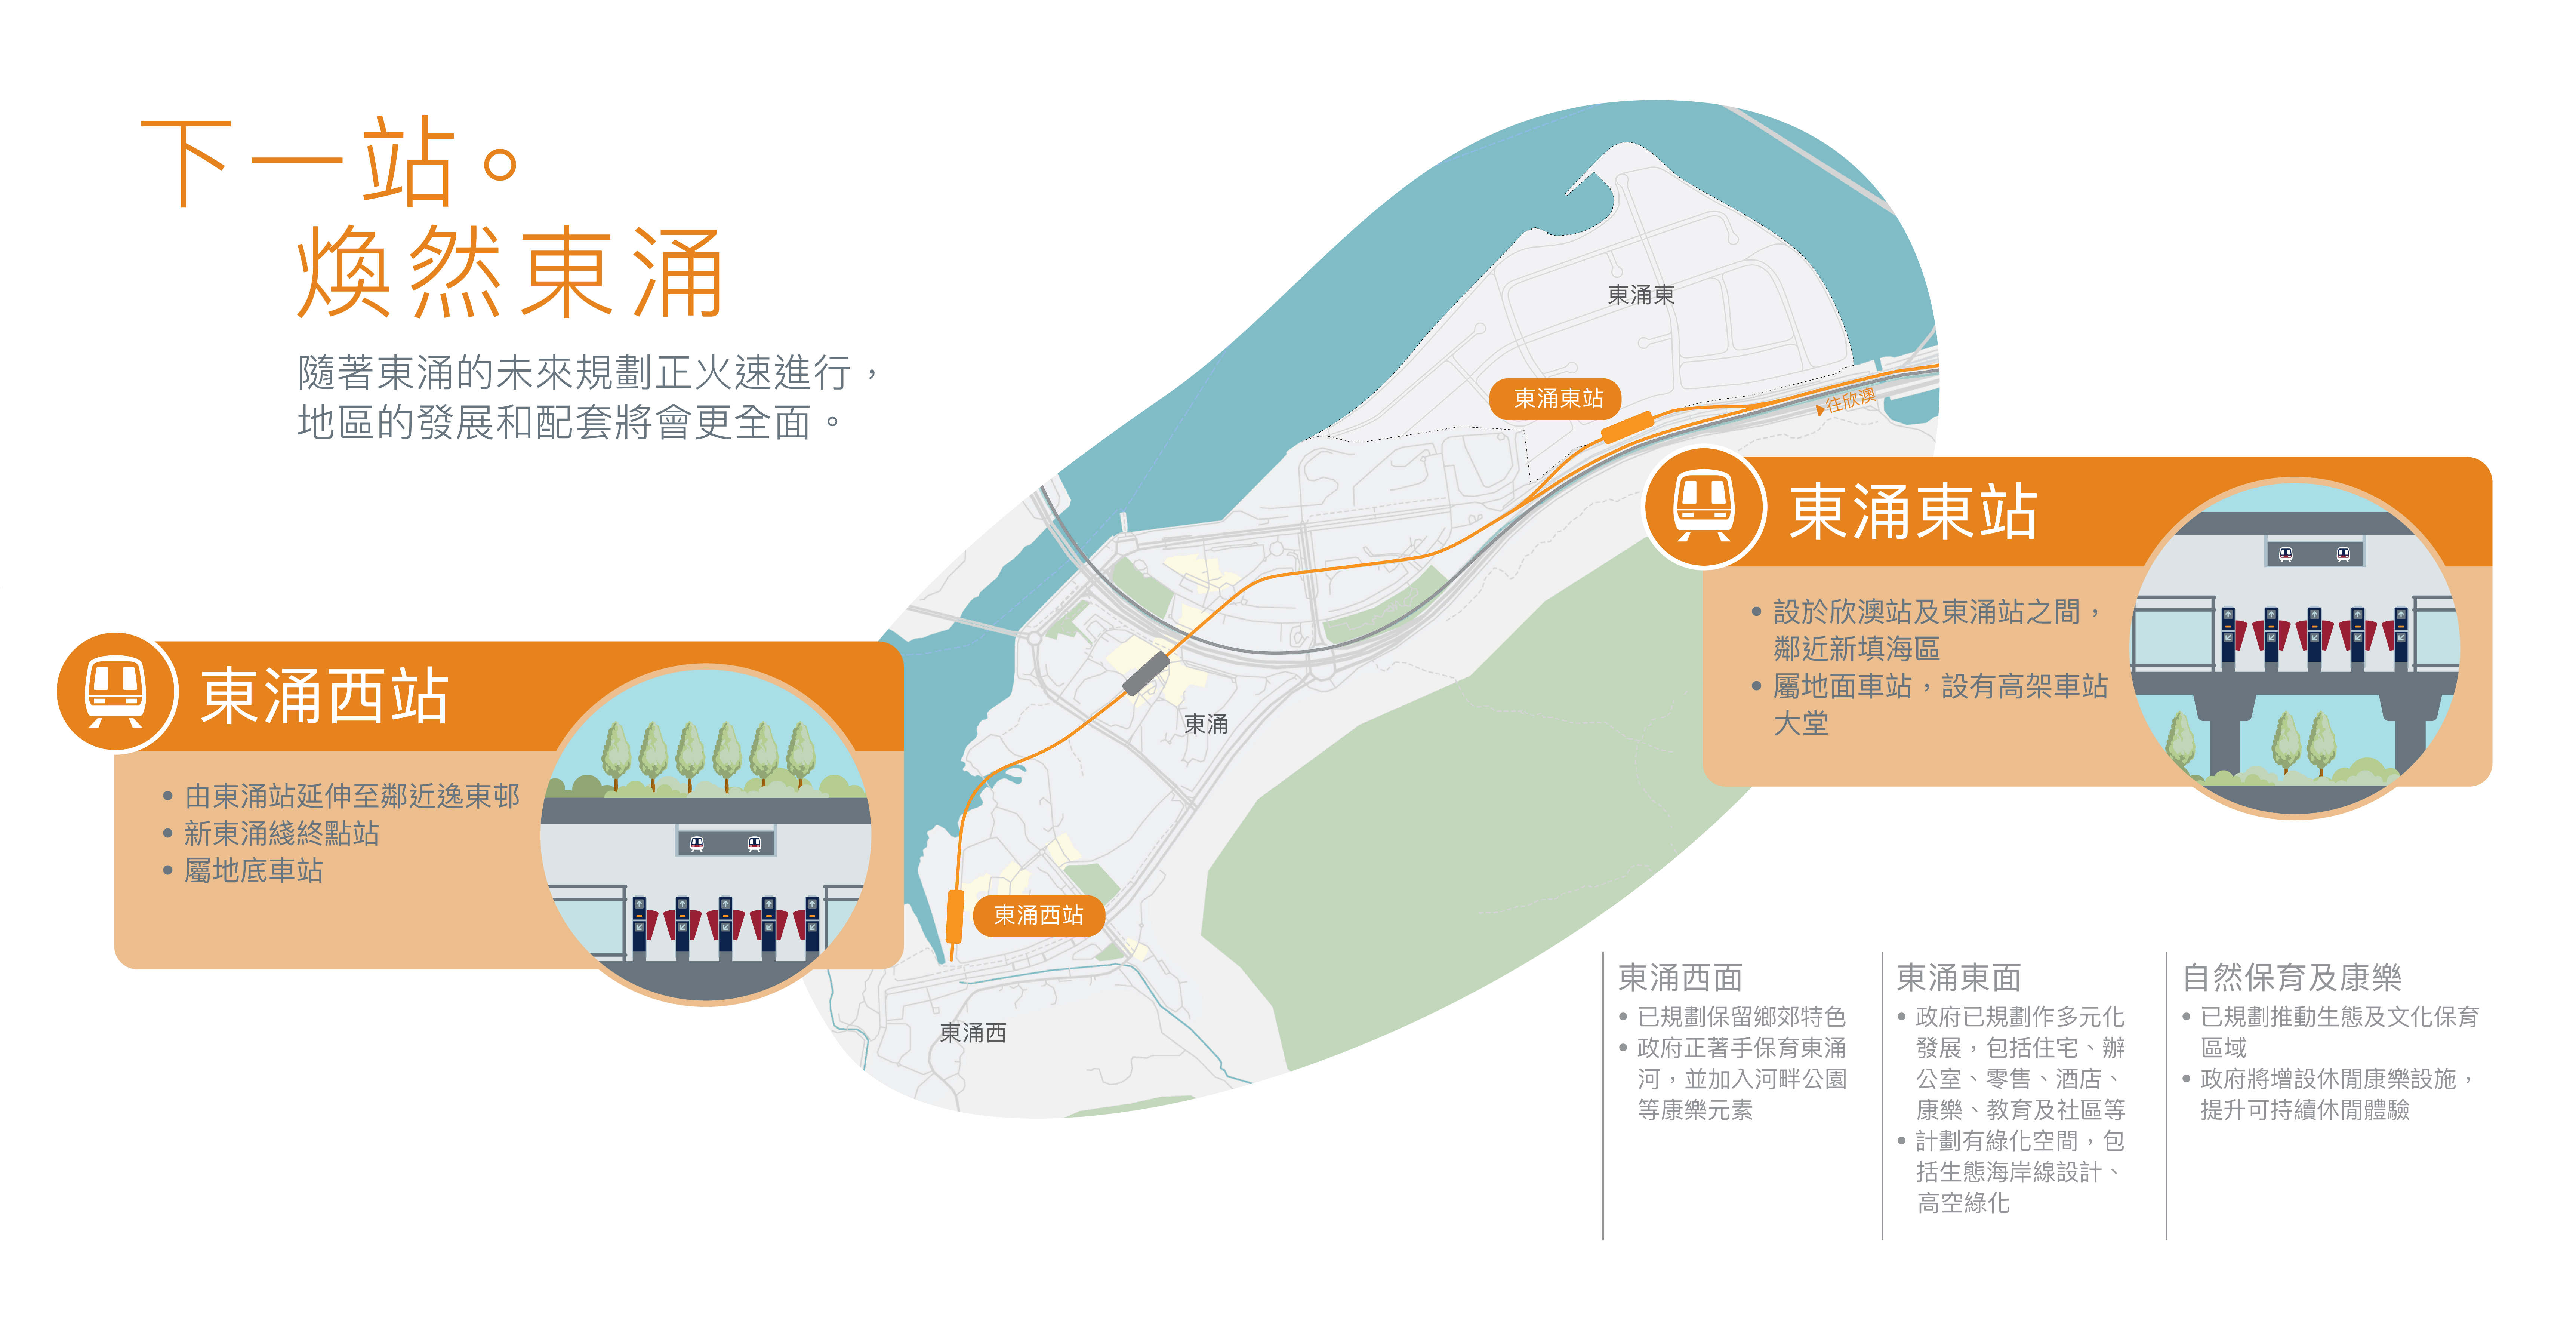 下一站。
煥然東涌
隨著東涌的未來規劃正火速進行，
地區的發展和配套將會更全面。
東涌東
東涌東站
往欣澳
東涌東站
• 設於欣澳站及東涌站之間，
鄰近新填海區
• 屬地面車站，設有高架車站
大堂
東涌西站
• 由東涌站延伸至鄰近逸東邨
• 新東涌綫終點站
• 屬地底車站
東涌
東涌西站
東涌西
東涌西面
• 已規劃保留鄉郊特色
• 政府正著手保育東涌
河，並加入河畔公園
等康樂元素
東涌東面
• 政府已規劃作多元化
發展，包括住宅、辦
公室、零售、酒店、
康樂、教育及社區等
• 計劃有綠化空間，包
括生態海岸線設計、
高空綠化
自然保育及康樂
• 已規劃推動生態及文化保育
區域
• 政府將增設休閒康樂設施，
提升可持續休閒體驗